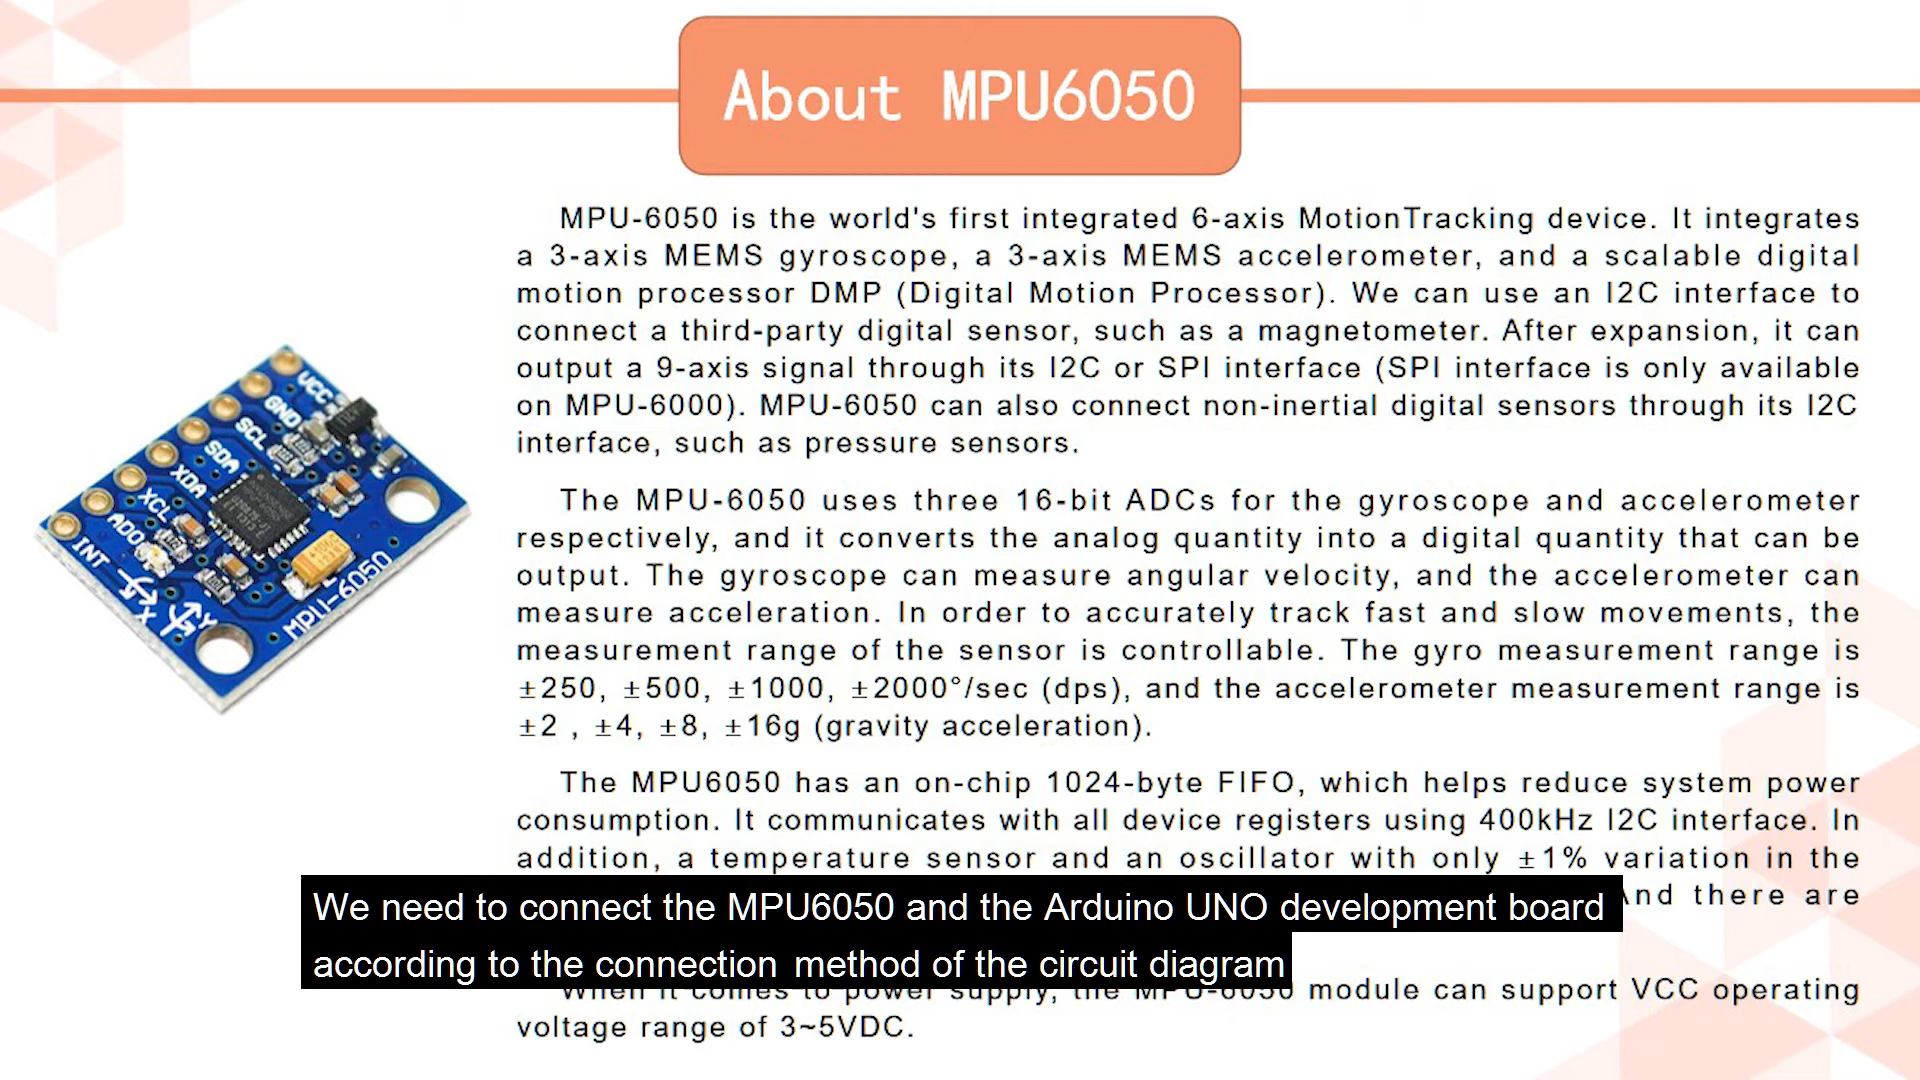 About MPU6050
MPU-6050 is the world's first integrated 6-axis MotionTracking device. It integrates
a 3-axis MEMS gyroscope, a 3-axis MEMS accelerometer, and a scalable digital
motion processor DMP (Digital Motion Processor). We can use an I2C interface to
connect a third-party digital sensor, such as a magnetometer. After expansion, it can
output a 9-axis signal through its I2C or SPI interface (SPI interface is only available
on MPU-6000). MPU-6050 can also connect non-inertial digital sensors through its I2C
interface, such as pressure sensors.
VCC
GND
SCL
SDA
XDA
XCL
ADO
INT
X
Y
MPU-6050
The MPU-6050 uses three 16-bit ADCs for the gyroscope and accelerometer
respectively, and it converts the analog quantity into a digital quantity that can be
output. The gyroscope can measure angular velocity, and the accelerometer can
measure acceleration. In order to accurately track fast and slow movements, the
measurement range of the sensor is controllable. The gyro measurement range is
±250, ±500, ±1000, ±2000°/sec (dps), and the accelerometer measurement range is
±2 , ±4, ±8, ±16g (gravity acceleration).
The MPU6050 has an on-chip 1024-byte FIFO, which helps reduce system power
consumption. It communicates with all device registers using 400kHz I2C interface. In
addition, a temperature sensor and an oscillator with only ±1% variation in the
And there are
We need to connect the MPU6050 and the Arduino UNO development board
according to the connection method of the circuit diagram
When it comes to power supply, the MPU-6050 module can support VCC operating
voltage range of 3~5VDC.